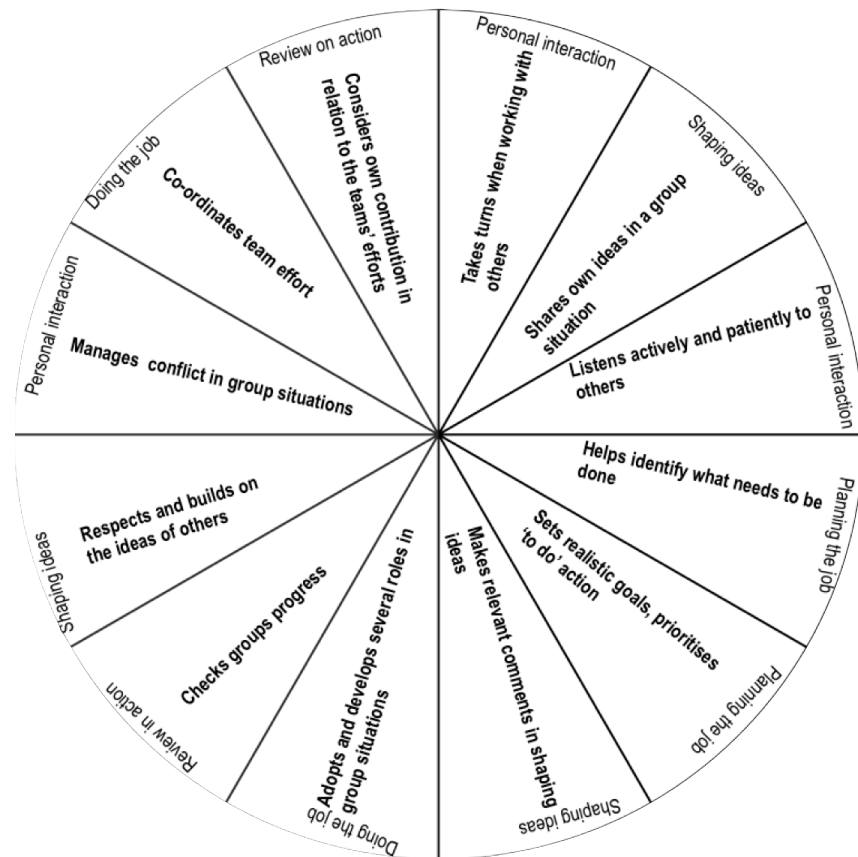 Personal interaction
Takes turns when working with
others
Shaping ideas
Shares own ideas in a group
situation
Personal interaction
Listens actively and patiently to
others
Planning the job
Helps identify what needs to be
done
Planning the job
Sets realistic goals, prioritises
‘to do’ action
Shaping ideas
Makes relevant comments in shaping
ideas
Doing the job
Adopts and develops several roles in
group situations
Review in action
Checks groups progress
Shaping ideas
Respects and builds on
the ideas of others
Personal interaction
Manages conflict in group situations
Doing the job
Co-ordinates team effort
Review on action
Considers own contribution in
relation to the teams’ efforts